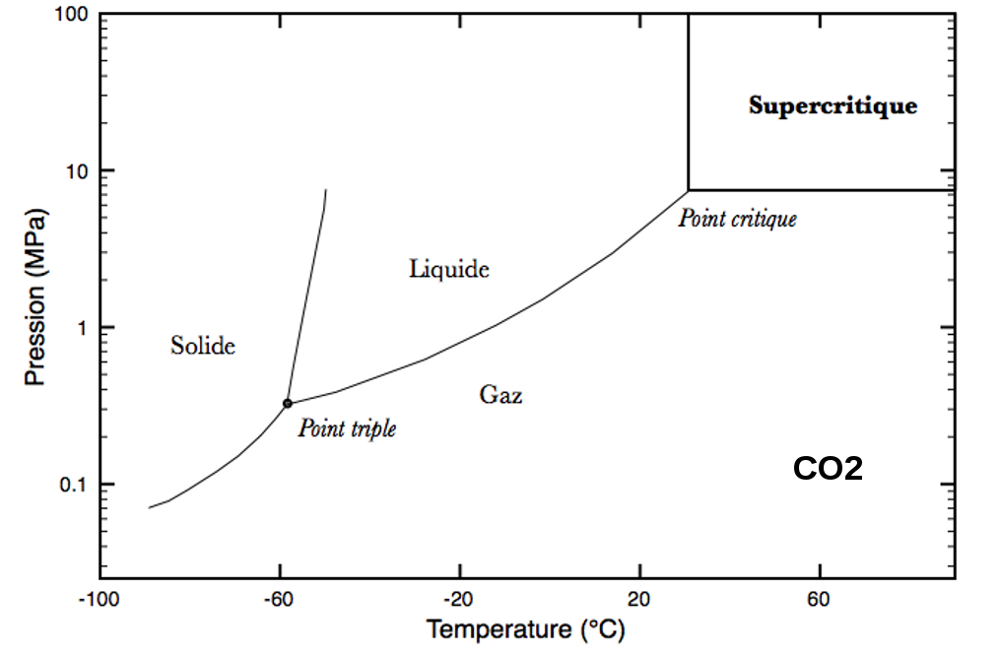 100
Supercritique
10
Point critique
Liquide
1
Solide
Gaz
Point triple
CO2
0.1
Pression (MPa)
-100
-60
-20
20
60
Temperature (°C)